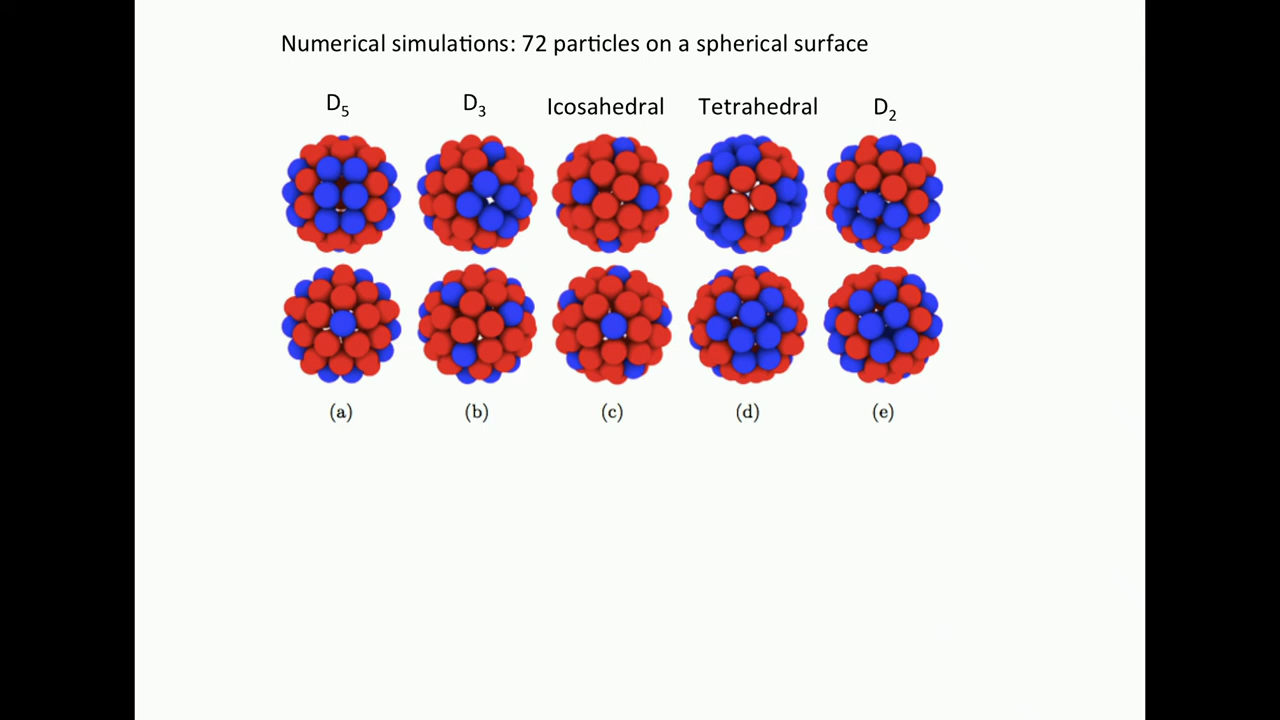 Numerical simulations: 72 particles on a spherical surface
D₅ D₃ Icosahedral Tetrahedral D₂
(a) (b) (c) (d) (e)